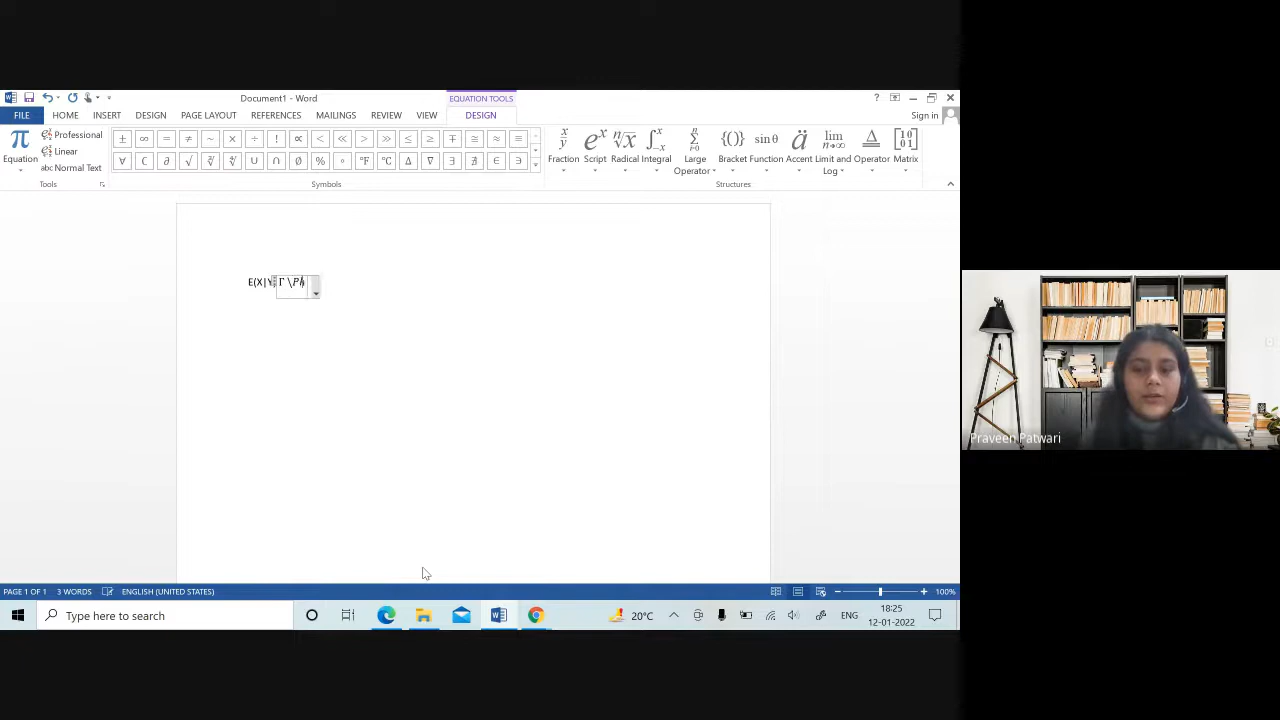 Document1 - Word
EQUATION TOOLS
?
Sign in
FILE
HOME
INSERT
DESIGN
PAGE LAYOUT
REFERENCES
MAILINGS
REVIEW
VIEW
DESIGN
π
Equation
Professional
Linear
abc Normal Text
Tools
± ∞ = ≠ ~ × ÷ ! ∝ < ≪ > ≫ ≤ ≥ ∓ ≅ ≈ ≡
∀ ∁ ∂ √ ∛ ∜ ∪ ∩ ∅ % ° °F °C ∆ ∇ ∃ ∄ ∈ ∋
Symbols
Fraction
Script
Radical
Integral
Large Operator
Bracket
Function
Accent
Limit and Log
Operator
Matrix
Structures
E(X|Y Γ \Ph
Praveen Patwari
PAGE 1 OF 1
3 WORDS
ENGLISH (UNITED STATES)
100%
Type here to search
20°C
ENG
18:25
12-01-2022